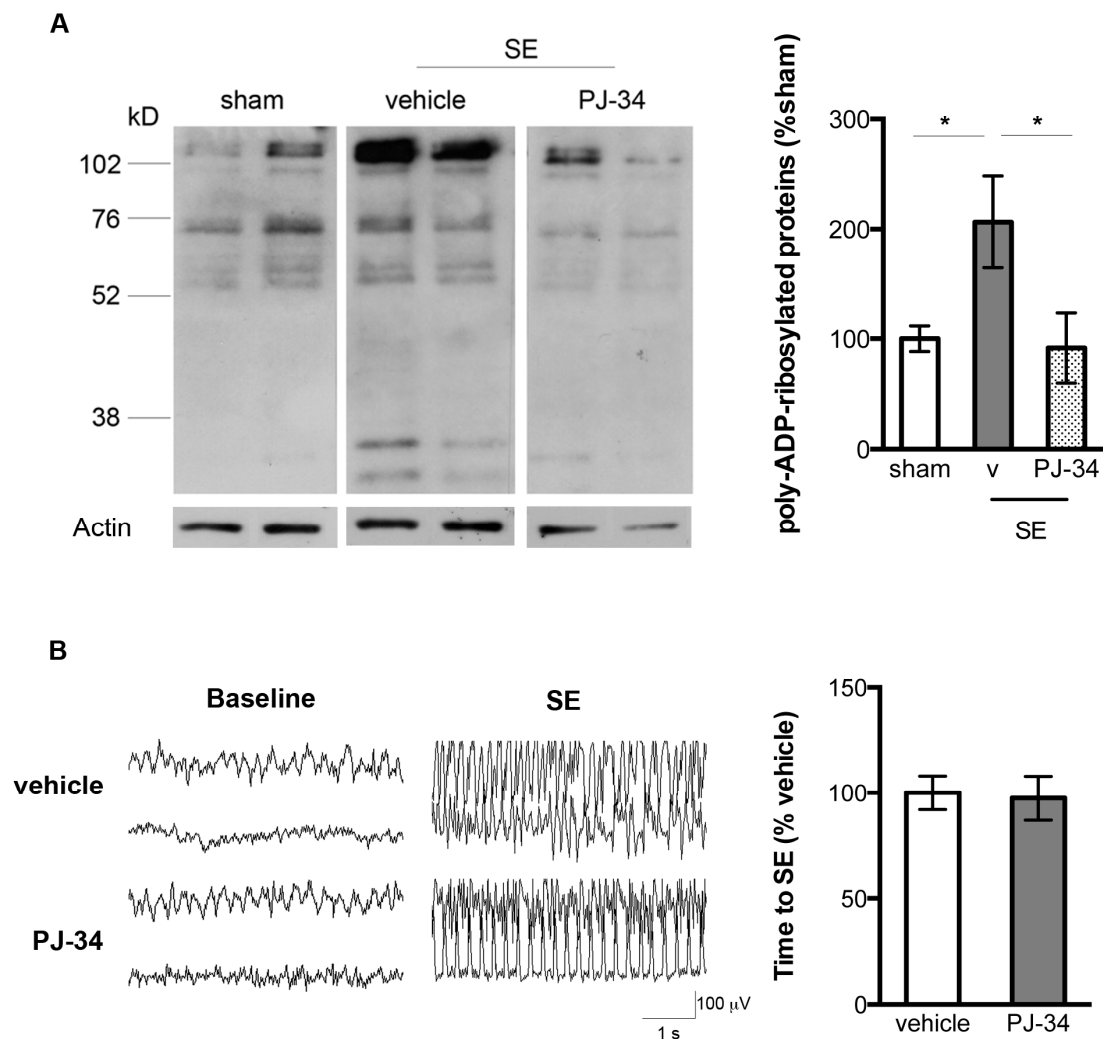 A
SE
kD
sham
vehicle
PJ-34
102
76
52
38
Actin
poly-ADP-ribosylated proteins (%sham)
300
200
100
0
*
*
sham
v
PJ-34
SE
B
Baseline
SE
vehicle
PJ-34
100 μV
1 s
Time to SE (% vehicle)
150
100
50
0
vehicle
PJ-34